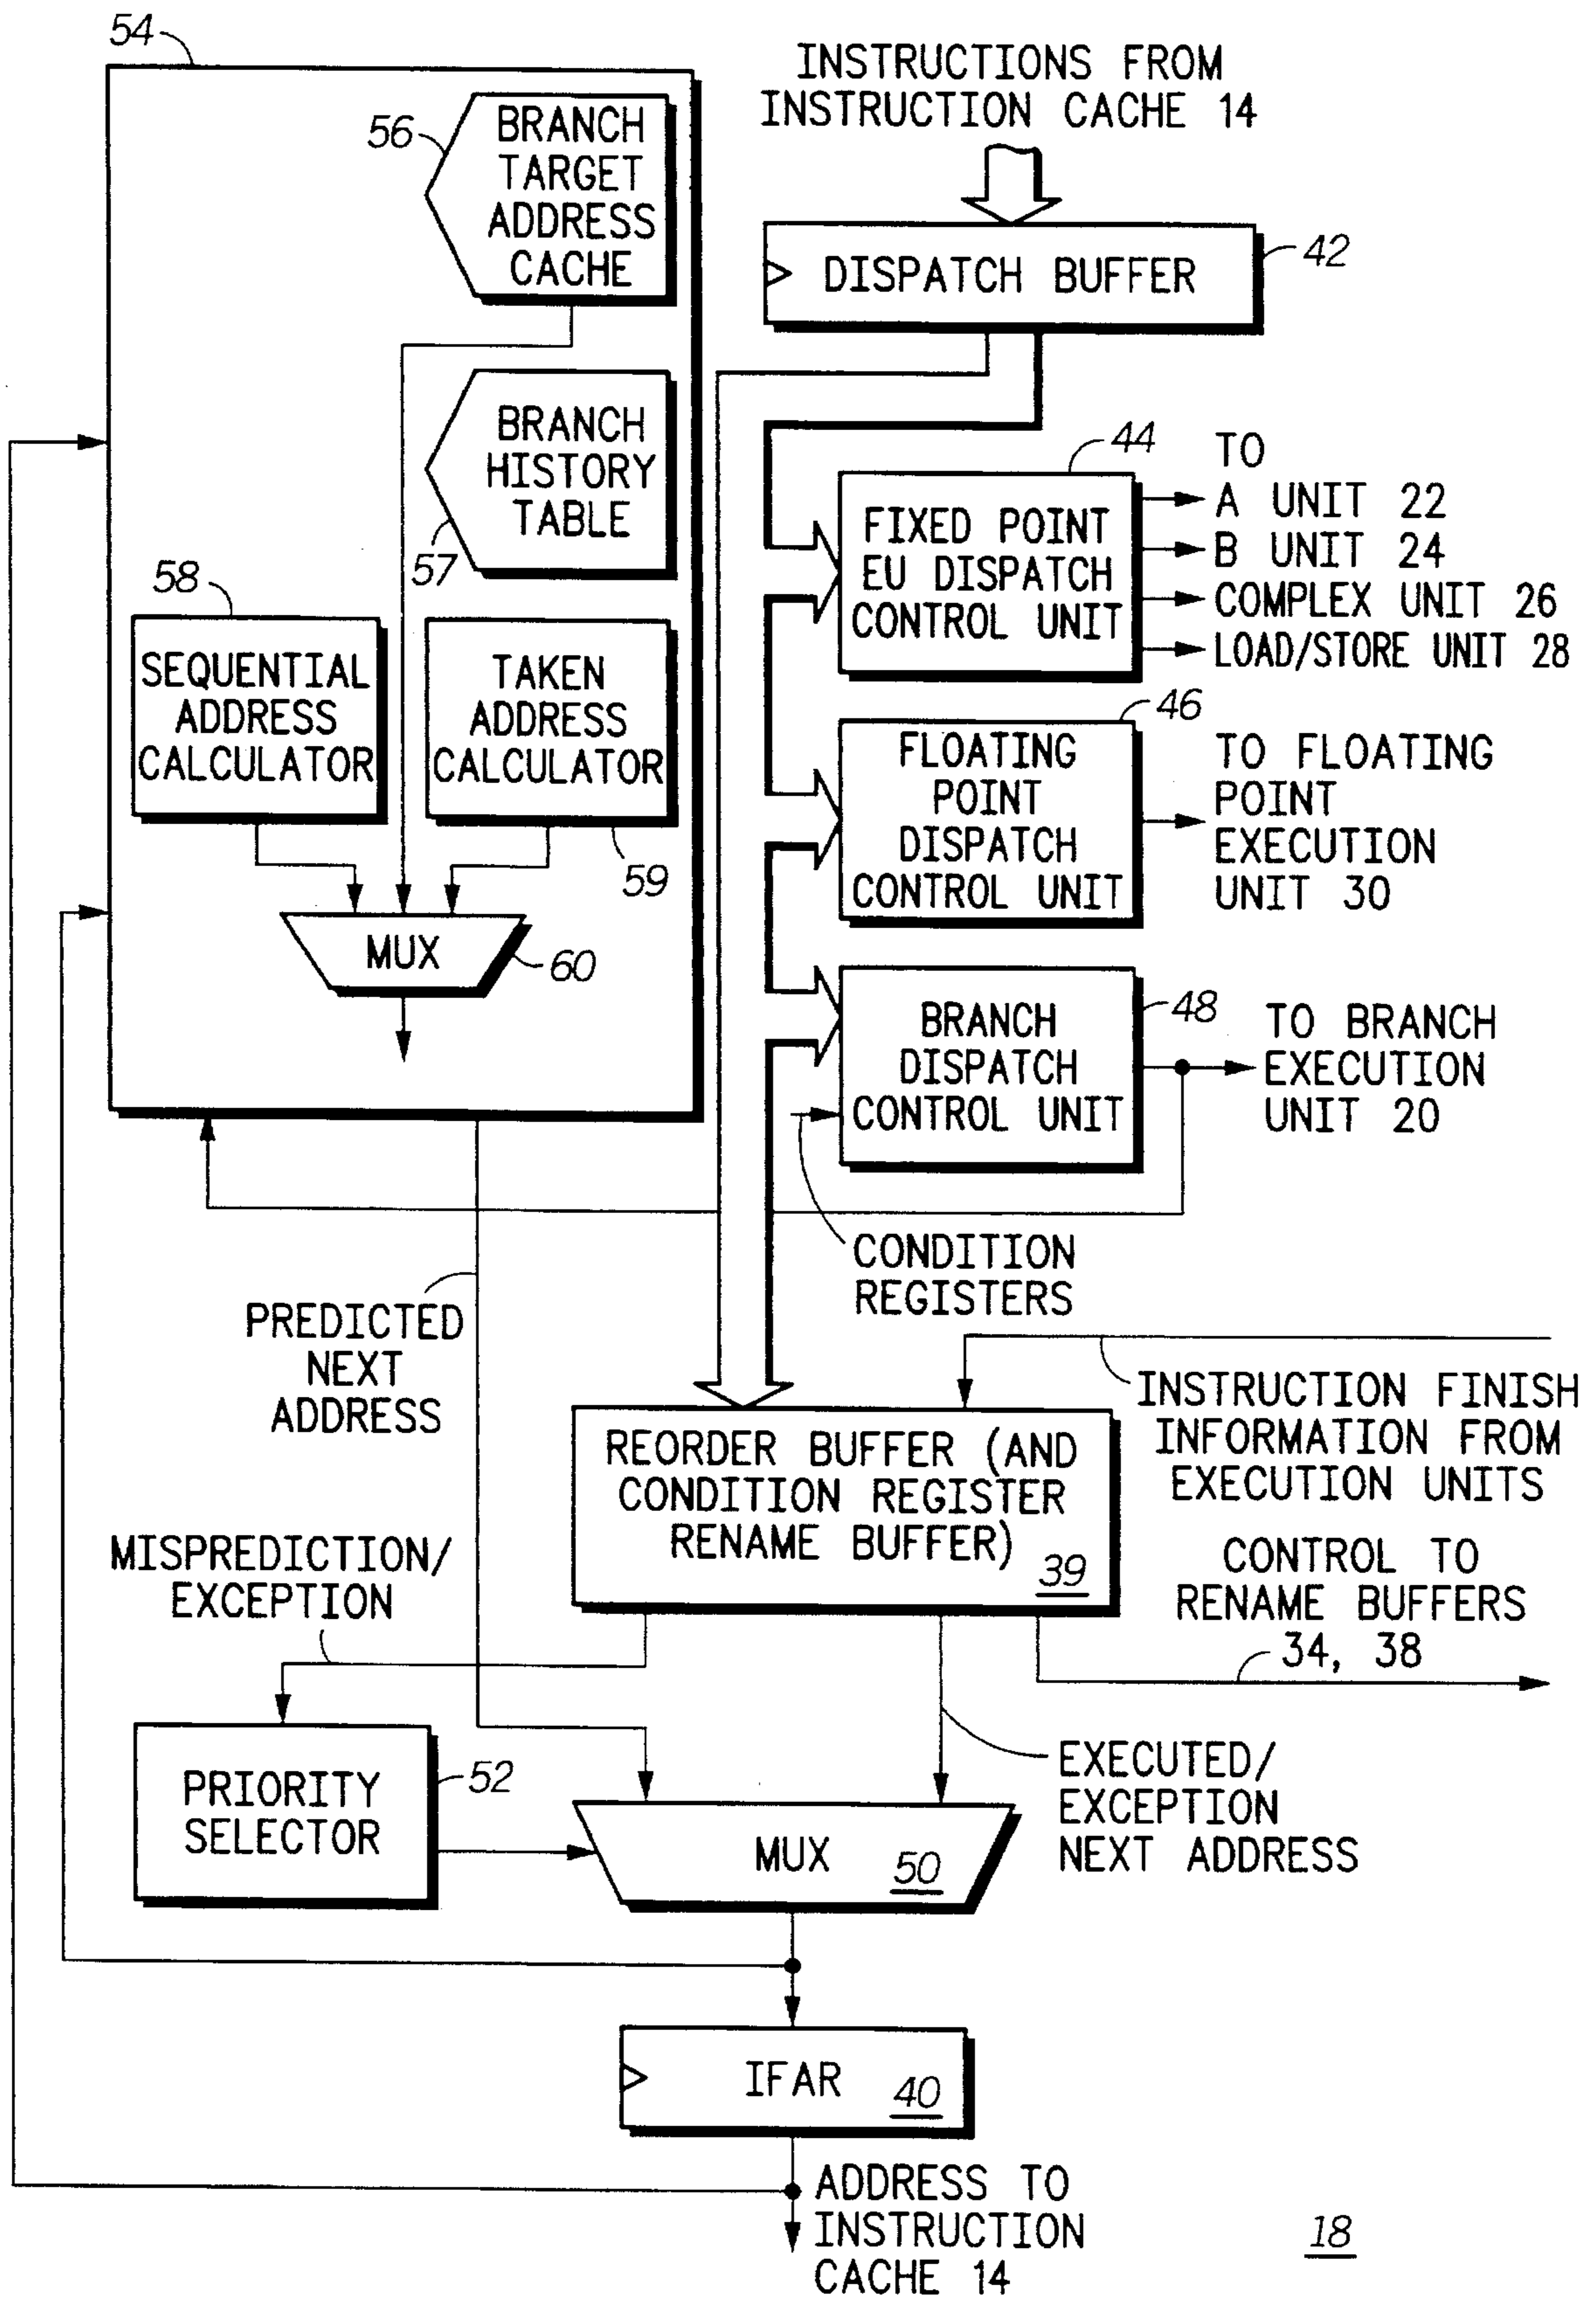 54
INSTRUCTIONS FROM
INSTRUCTION CACHE 14
56
BRANCH
TARGET
ADDRESS
CACHE
DISPATCH BUFFER
42
BRANCH
HISTORY
TABLE
57
44
FIXED POINT
EU DISPATCH
CONTROL UNIT
TO
A UNIT 22
B UNIT 24
COMPLEX UNIT 26
LOAD/STORE UNIT 28
58
SEQUENTIAL
ADDRESS
CALCULATOR
TAKEN
ADDRESS
CALCULATOR
59
46
FLOATING
POINT
DISPATCH
CONTROL UNIT
TO FLOATING
POINT
EXECUTION
UNIT 30
MUX
60
48
BRANCH
DISPATCH
CONTROL UNIT
TO BRANCH
EXECUTION
UNIT 20
CONDITION
REGISTERS
PREDICTED
NEXT
ADDRESS
INSTRUCTION FINISH
INFORMATION FROM
EXECUTION UNITS
REORDER BUFFER (AND
CONDITION REGISTER
RENAME BUFFER)
39
MISPREDICTION/
EXCEPTION
CONTROL TO
RENAME BUFFERS
34, 38
PRIORITY
SELECTOR
52
EXECUTED/
EXCEPTION
NEXT ADDRESS
MUX
50
IFAR
40
ADDRESS TO
INSTRUCTION
CACHE 14
18